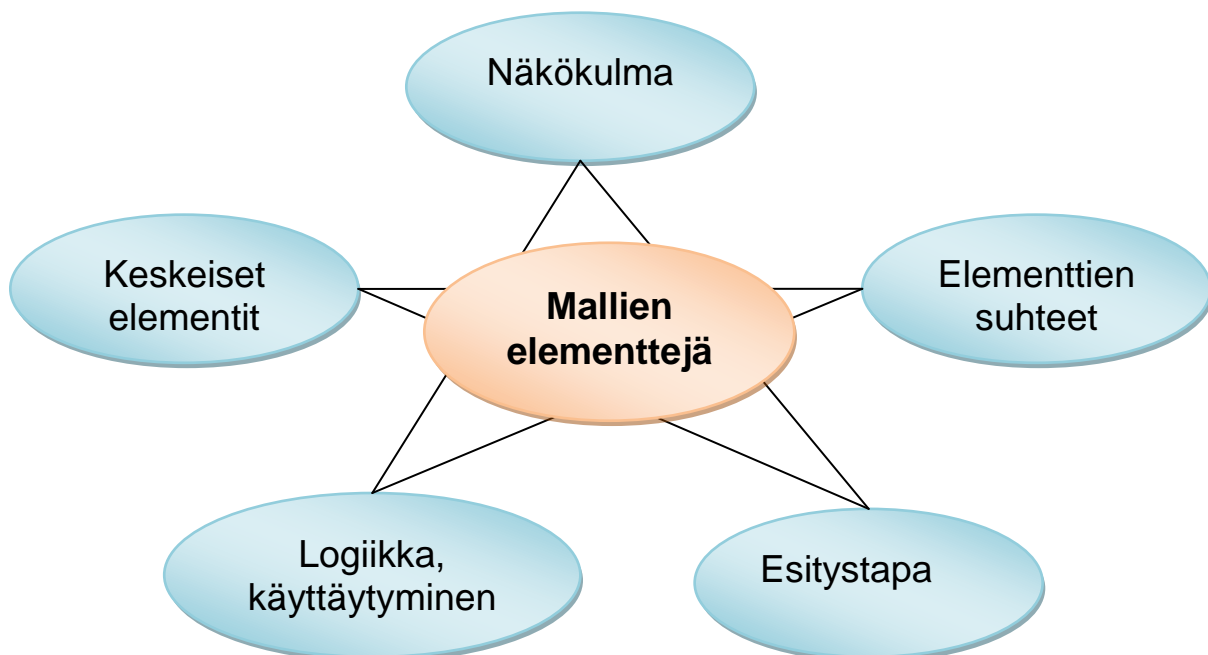 Näkökulma
Keskeiset
elementit
Mallien
elementtejä
Elementtien
suhteet
Logiikka,
käyttäytyminen
Esitystapa